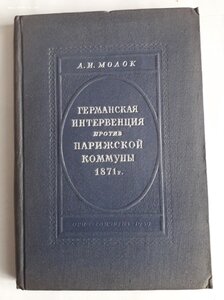 А.И. МОЛОК
ГЕРМАНСКАЯ
ИНТЕРВЕНЦИЯ
ПРОТИВ
ПАРИЖСКОЙ
КОММУНЫ
1871 г.